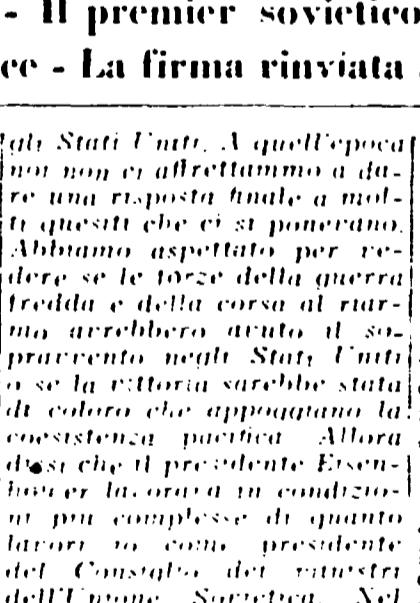 - Il premier sovietico
ce - La firma rinviata
gli Stati Uniti. A quell'epoca
noi non ci affrettammo a da-
re una risposta finale a mol-
ti quesiti che ci si ponevano.
Abbiamo aspettato per ve-
dere se le forze della guerra
fredda e della corsa al riar-
mo avrebbero avuto il so-
pravvento negli Stati Uniti
o se la vittoria sarebbe stata
di coloro che appoggiano la
coesistenza pacifica Allora
dissi che il presidente Eisen-
hower lavorava in condizio-
ni più complesse di quanto
lavori io come presidente
del Consiglio dei ministri
dell'Unione Sovietica. Nel